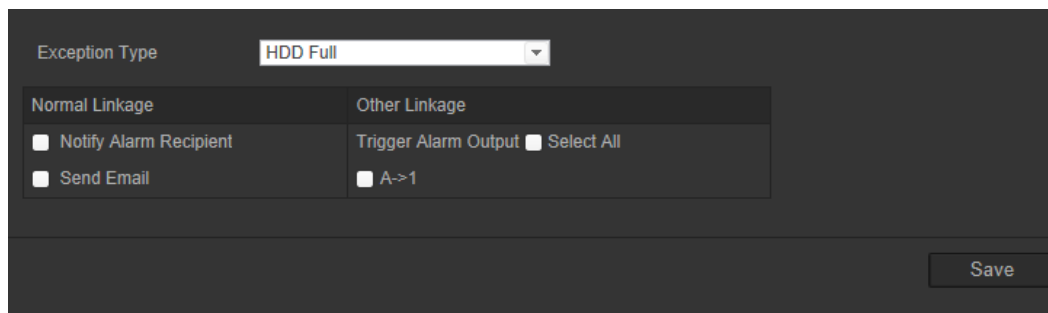 Exception Type HDD Full
Normal Linkage Other Linkage
Notify Alarm Recipient Trigger Alarm Output Select All
Send Email A->1
Save